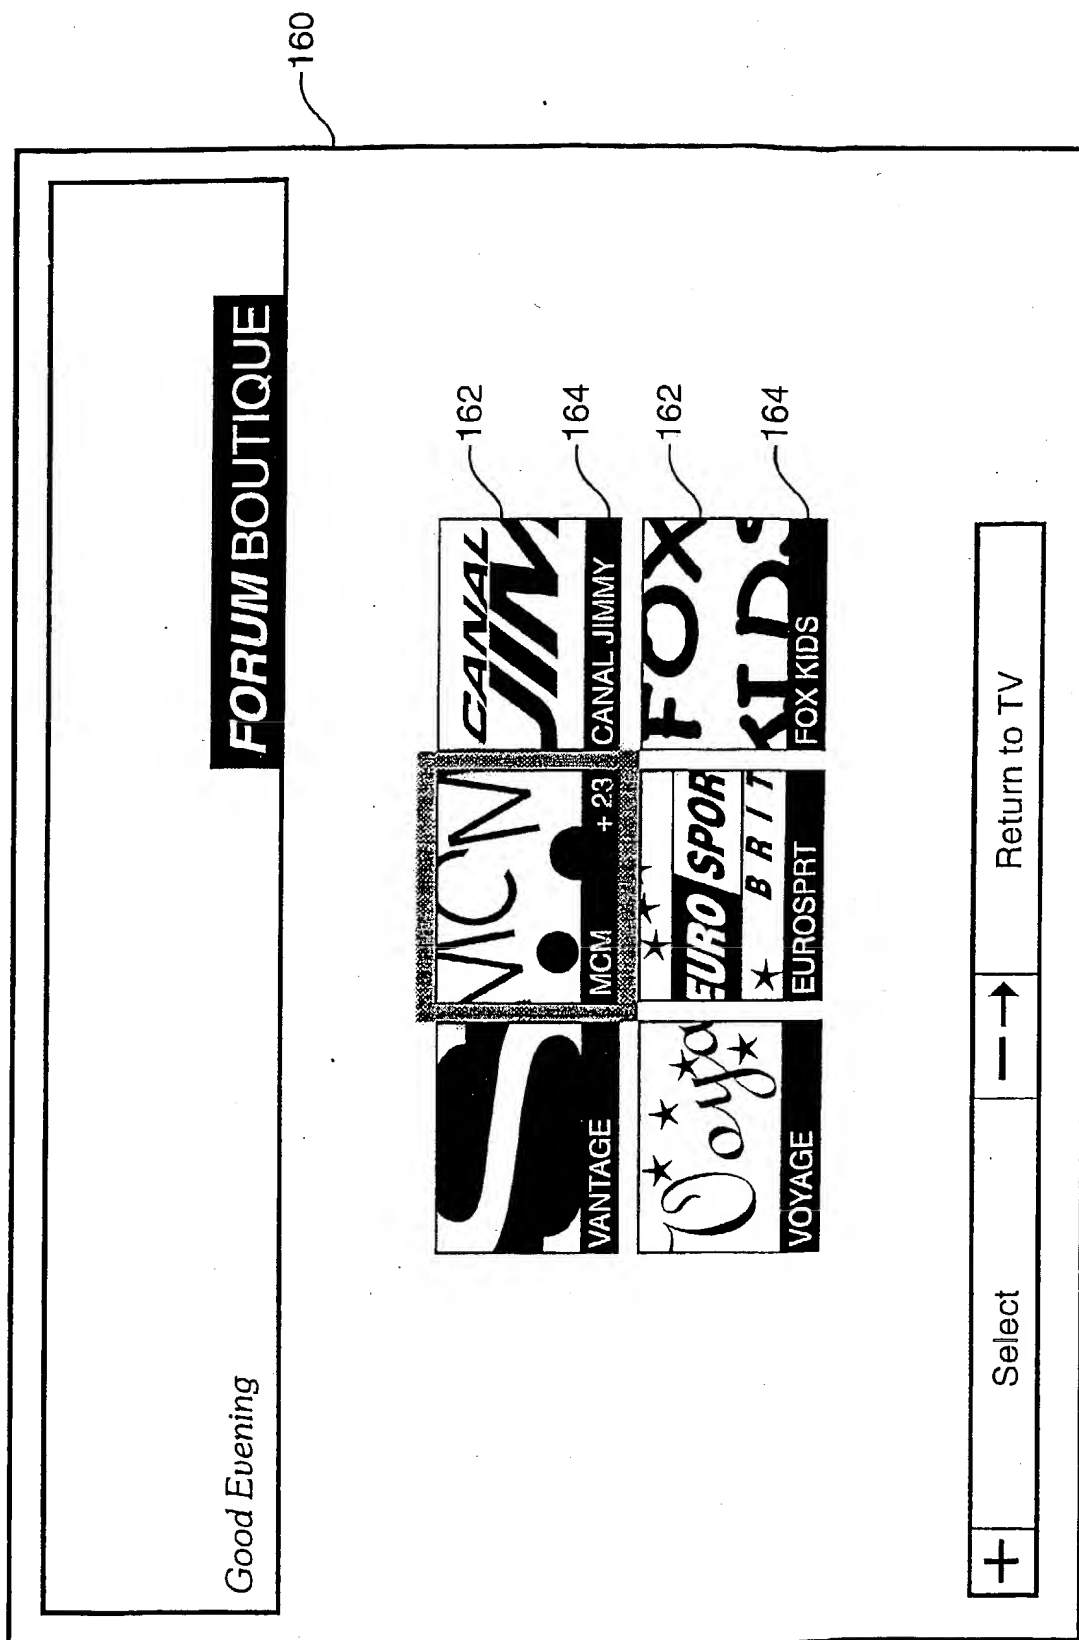 160
Good Evening
FORUM BOUTIQUE
CANAL
162
VANTAGE
MCM + 23
CANAL JIMMY
164
EURO SPOR
BRIT
FOX
KIDS
162
VOYAGE
EUROSPRT
FOX KIDS
164
+ Select –→ Return to TV